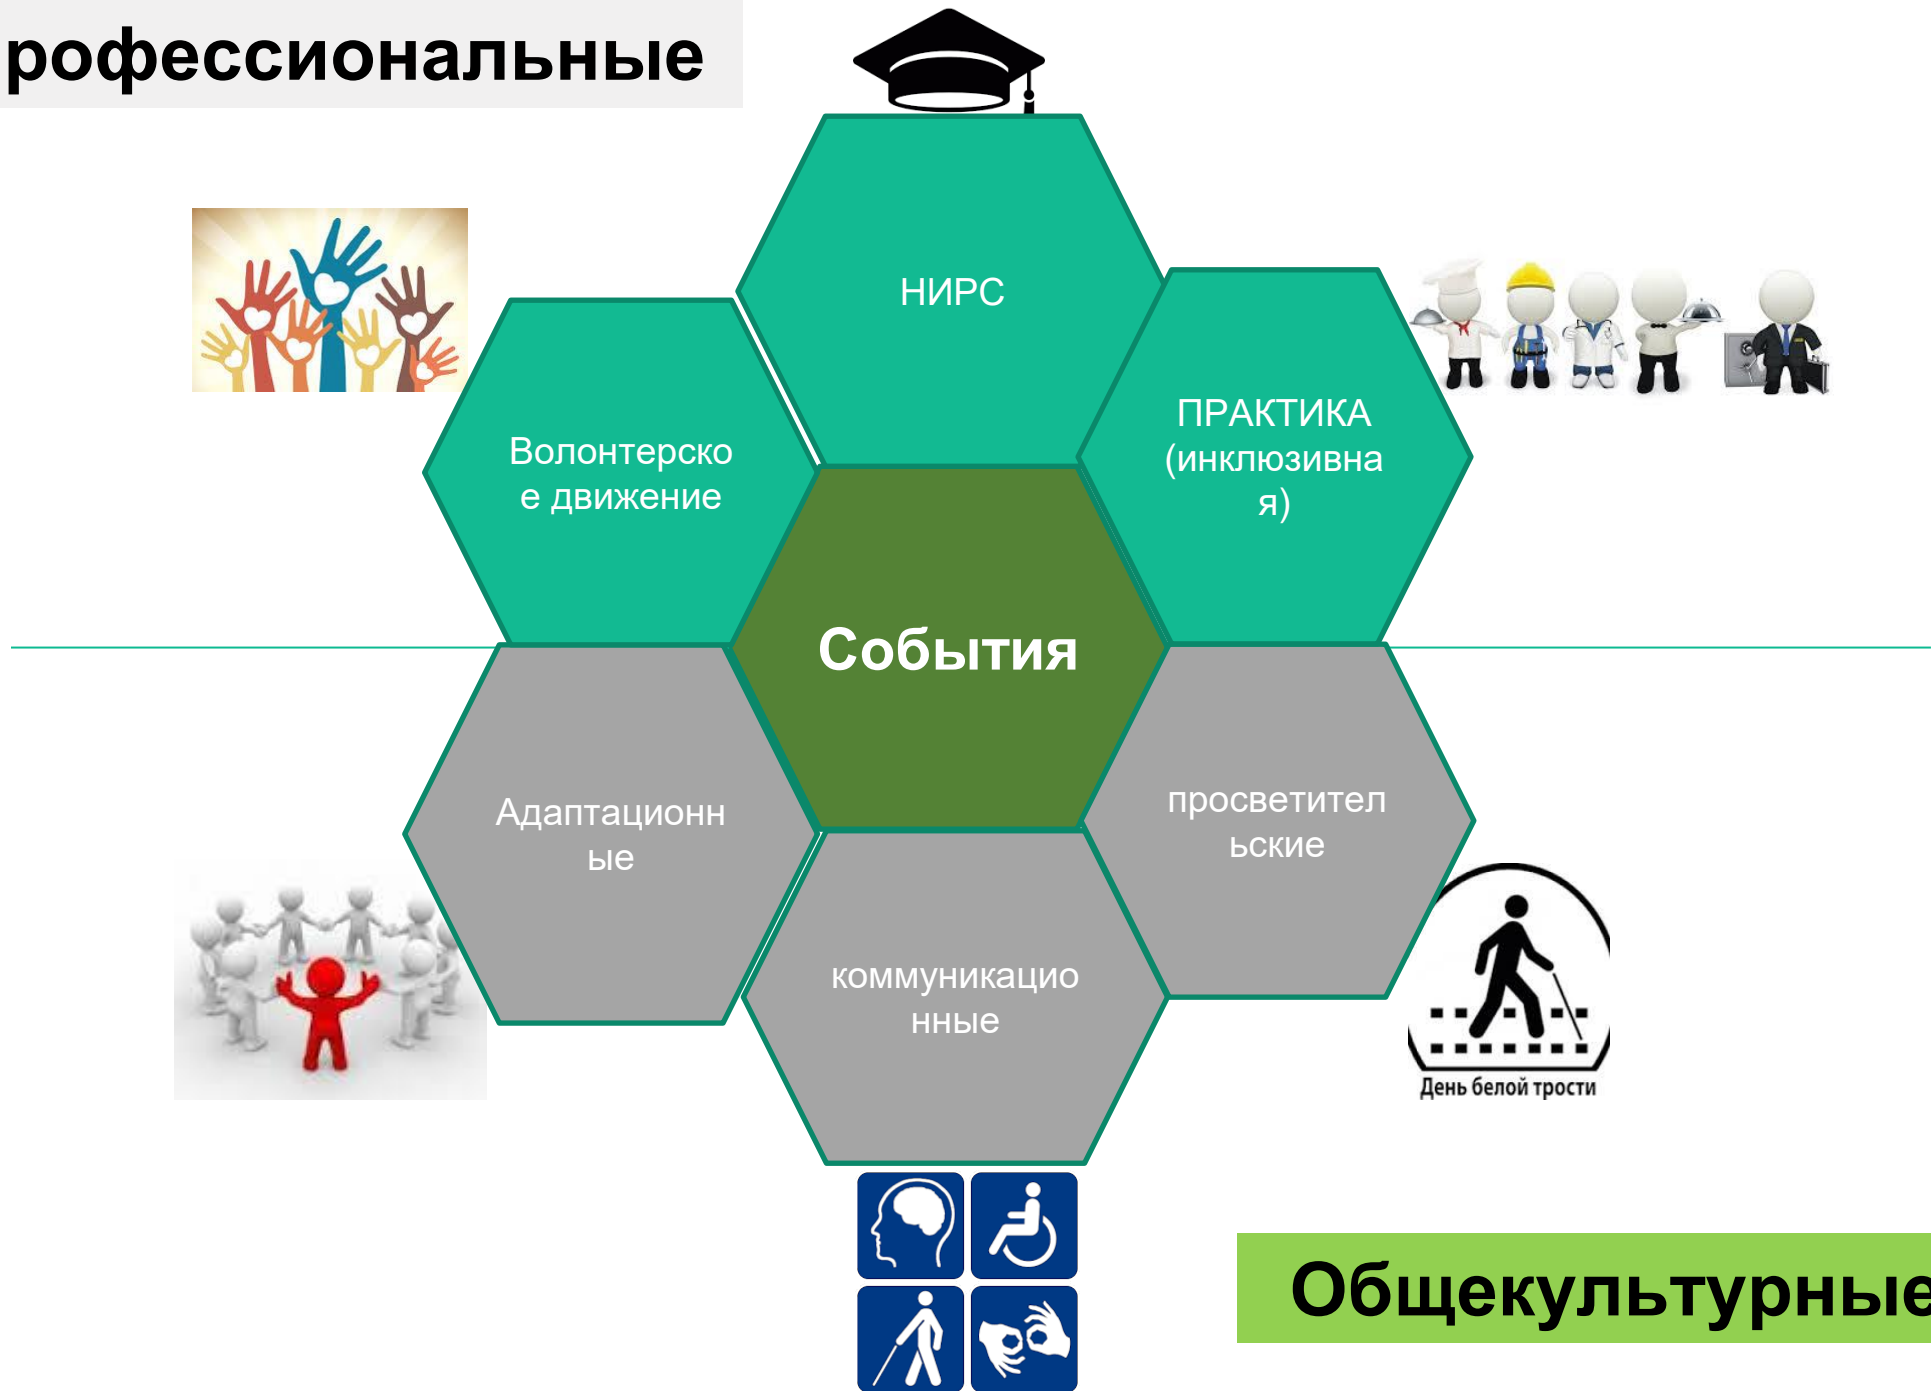 рофессиональные
НИРС
ПРАКТИКА
(инклюзивна
я)
Волонтерско
е движение
События
Адаптационн
ые
просветител
ьские
коммуникацио
нные
День белой трости
Общекультурные